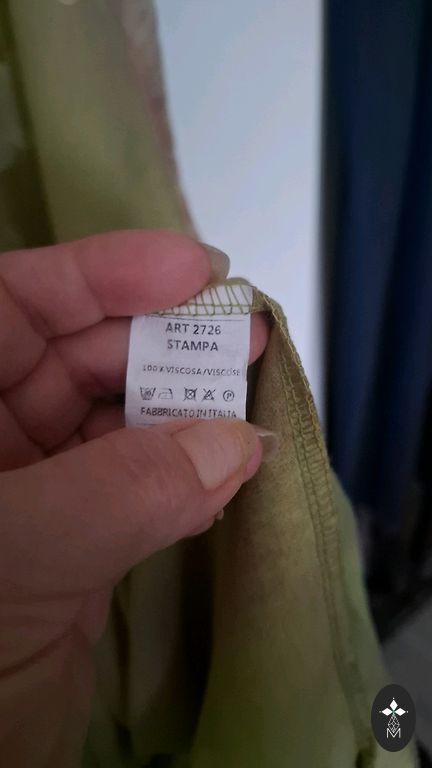 ART 2726
STAMPA
100 % VISCOSA/VISCOSE
FABBRICATO IN ITALIA
M